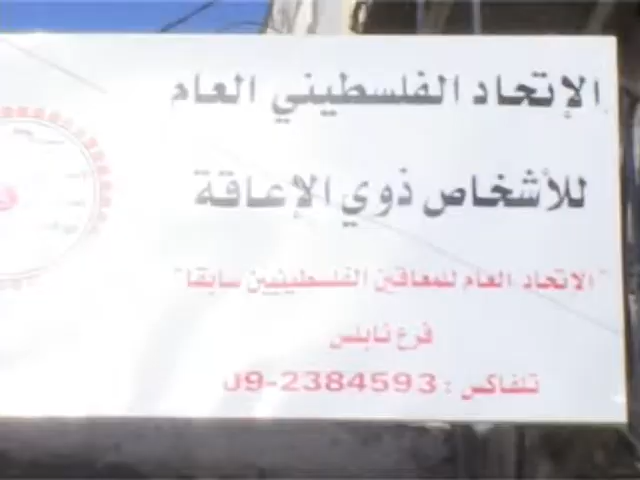 الإتحاد الفلسطيني العام
للأشخاص ذوي الإعاقة
"الاتحاد العام للمعاقين الفلسطينيين سابقا"
فرع نابلس
تلفاكس : 2384593-09